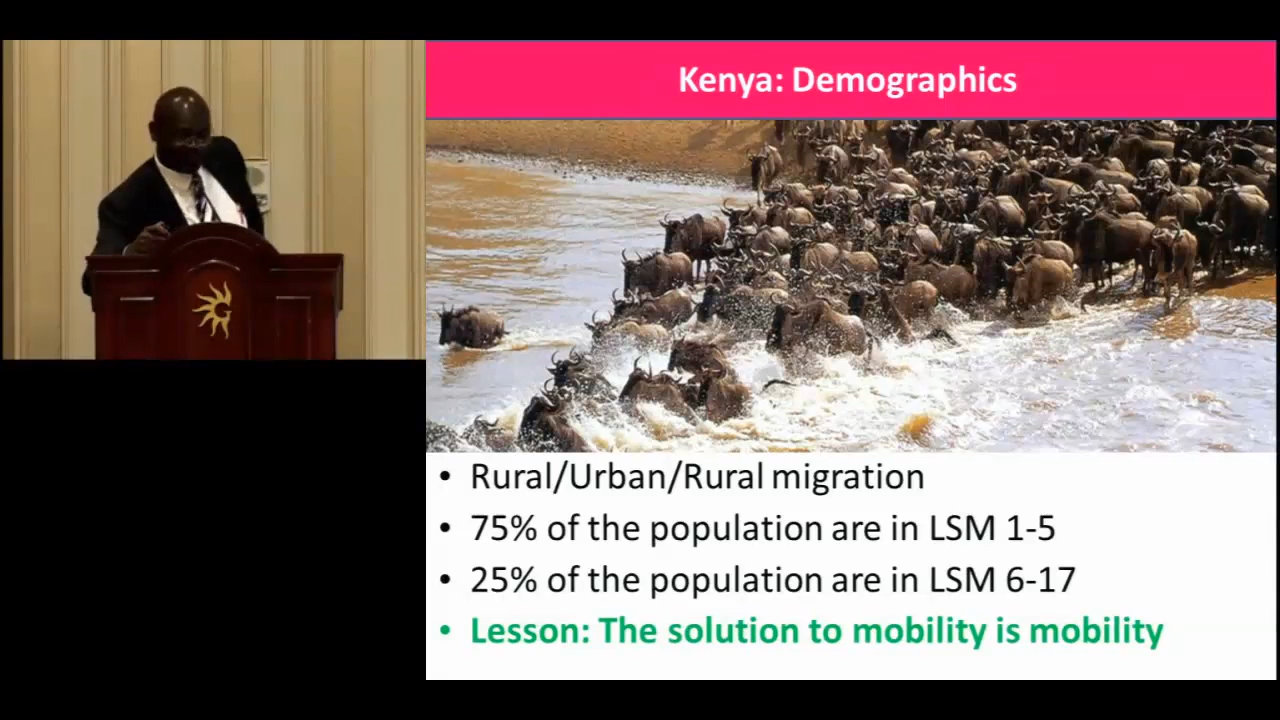 Kenya: Demographics
• Rural/Urban/Rural migration
• 75% of the population are in LSM 1-5
• 25% of the population are in LSM 6-17
• Lesson: The solution to mobility is mobility